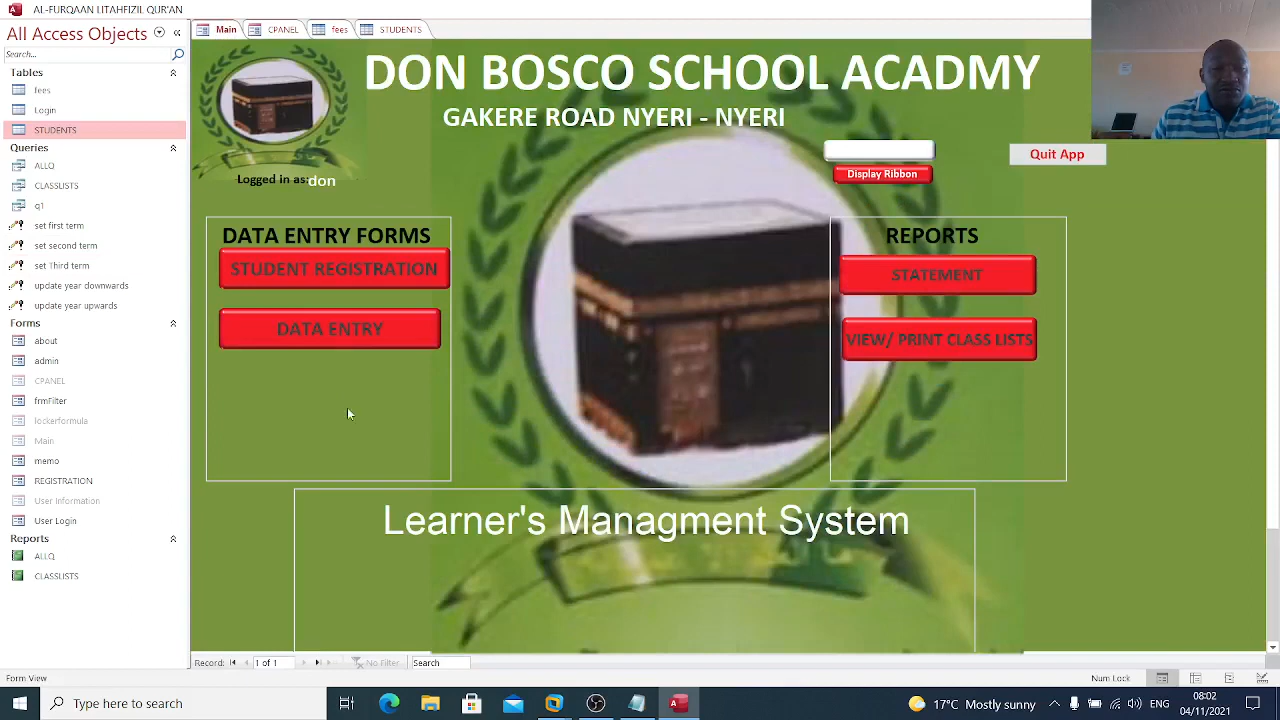 AL-FURQAAN LITAHFIZIL QUR'AN
All Access Objects
Search...
Tables
fees
Login
STUDENTS
Queries
ALLQ
CLASSLISTS
q1
set first term
set second term
set Third term
update year downwards
update year upwards
Forms
about
admin
CPANEL
frmFilter
lockerformula
Main
memo
REGISTRATION
User Information
User Login
Reports
ALLQ
CLASSLISTS
Main
CPANEL
fees
STUDENTS
DON BOSCO SCHOOL ACADMY
GAKERE ROAD NYERI - NYERI
Logged in as:don
Display Ribbon
Quit App
DATA ENTRY FORMS
STUDENT REGISTRATION
DATA ENTRY
REPORTS
STATEMENT
VIEW/ PRINT CLASS LISTS
Learner's Managment System
Record: 1 of 1 No Filter Search
Form View
Num Lock
Type here to search
17°C Mostly sunny
ENG
08:02
04/11/2021